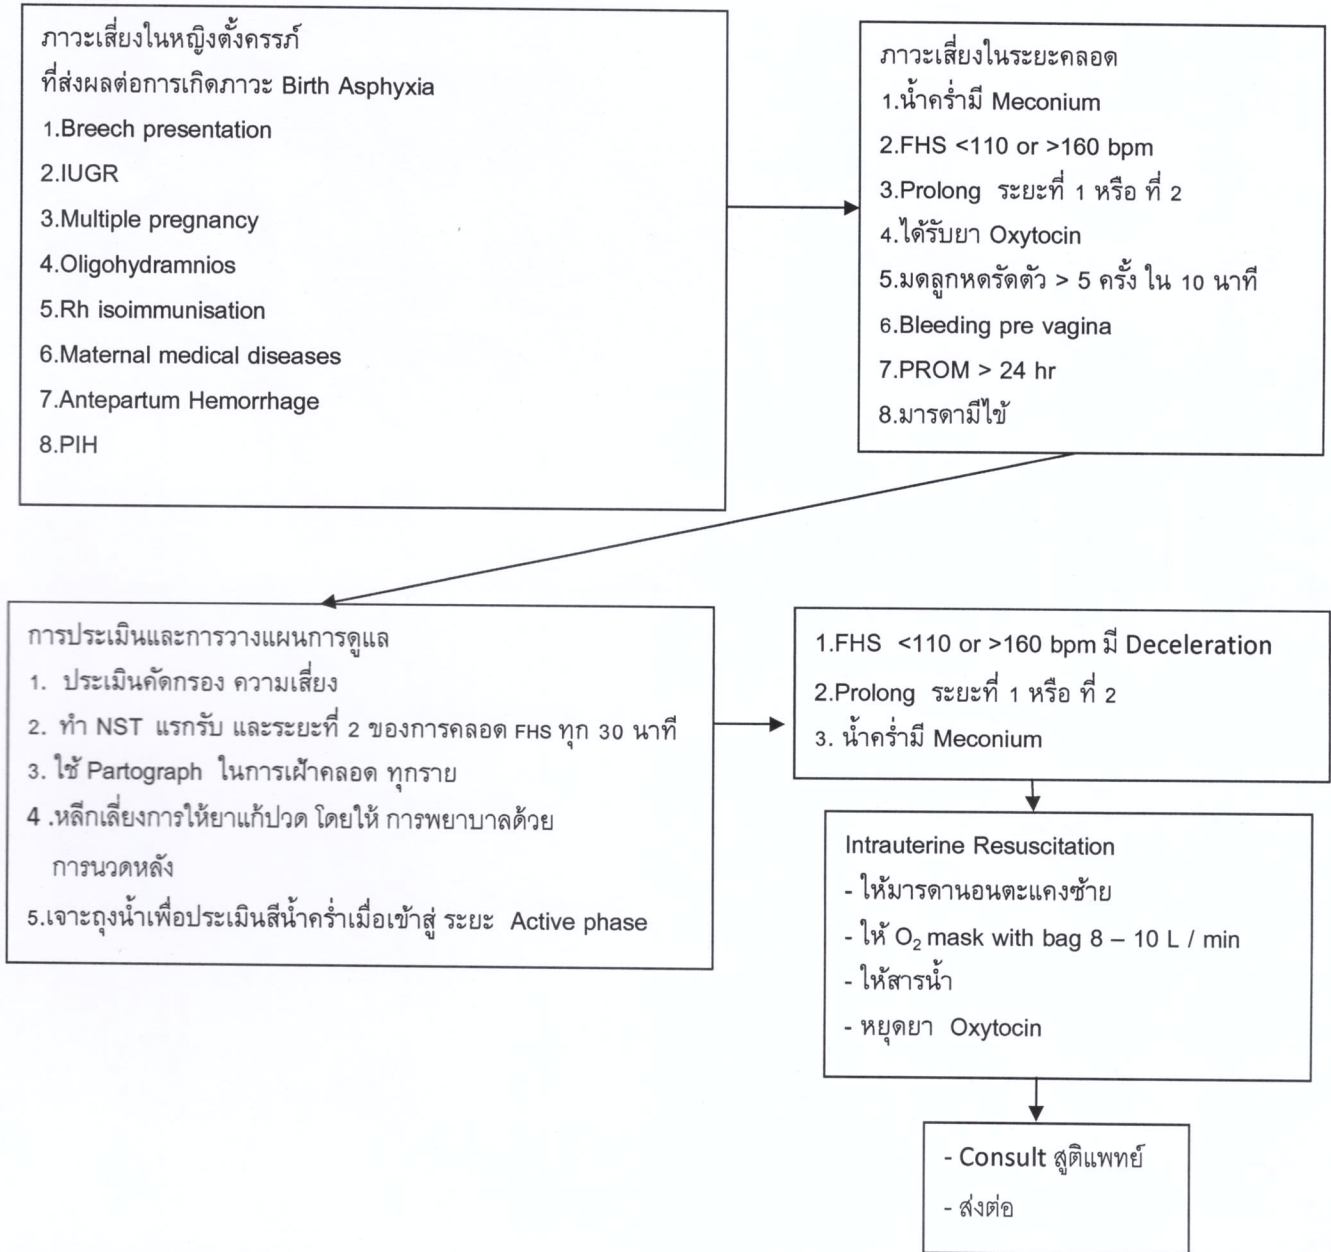 ภาวะเสี่ยงในหญิงตั้งครรภ์
ที่ส่งผลต่อการเกิดภาวะ Birth Asphyxia
1.Breech presentation
2.IUGR
3.Multiple pregnancy
4.Oligohydramnios
5.Rh isoimmunisation
6.Maternal medical diseases
7.Antepartum Hemorrhage
8.PIH
ภาวะเสี่ยงในระยะคลอด
1.น้ำคร่ำมี Meconium
2.FHS <110 or >160 bpm
3.Prolong ระยะที่ 1 หรือ ที่ 2
4.ได้รับยา Oxytocin
5.มดลูกหดรัดตัว > 5 ครั้ง ใน 10 นาที
6.Bleeding pre vagina
7.PROM > 24 hr
8.มารดามีไข้
การประเมินและการวางแผนการดูแล
1. ประเมินคัดกรอง ความเสี่ยง
2. ทำ NST แรกรับ และระยะที่ 2 ของการคลอด FHS ทุก 30 นาที
3. ใช้ Partograph ในการเฝ้าคลอด ทุกราย
4 .หลีกเลี่ยงการให้ยาแก้ปวด โดยให้ การพยาบาลด้วย
การนวดหลัง
5.เจาะถุงน้ำเพื่อประเมินสีน้ำคร่ำเมื่อเข้าสู่ ระยะ Active phase
1.FHS <110 or >160 bpm มี Deceleration
2.Prolong ระยะที่ 1 หรือ ที่ 2
3. น้ำคร่ำมี Meconium
Intrauterine Resuscitation
- ให้มารดานอนตะแคงซ้าย
- ให้ O₂ mask with bag 8 – 10 L / min
- ให้สารน้ำ
- หยุดยา Oxytocin
- Consult สูติแพทย์
- ส่งต่อ